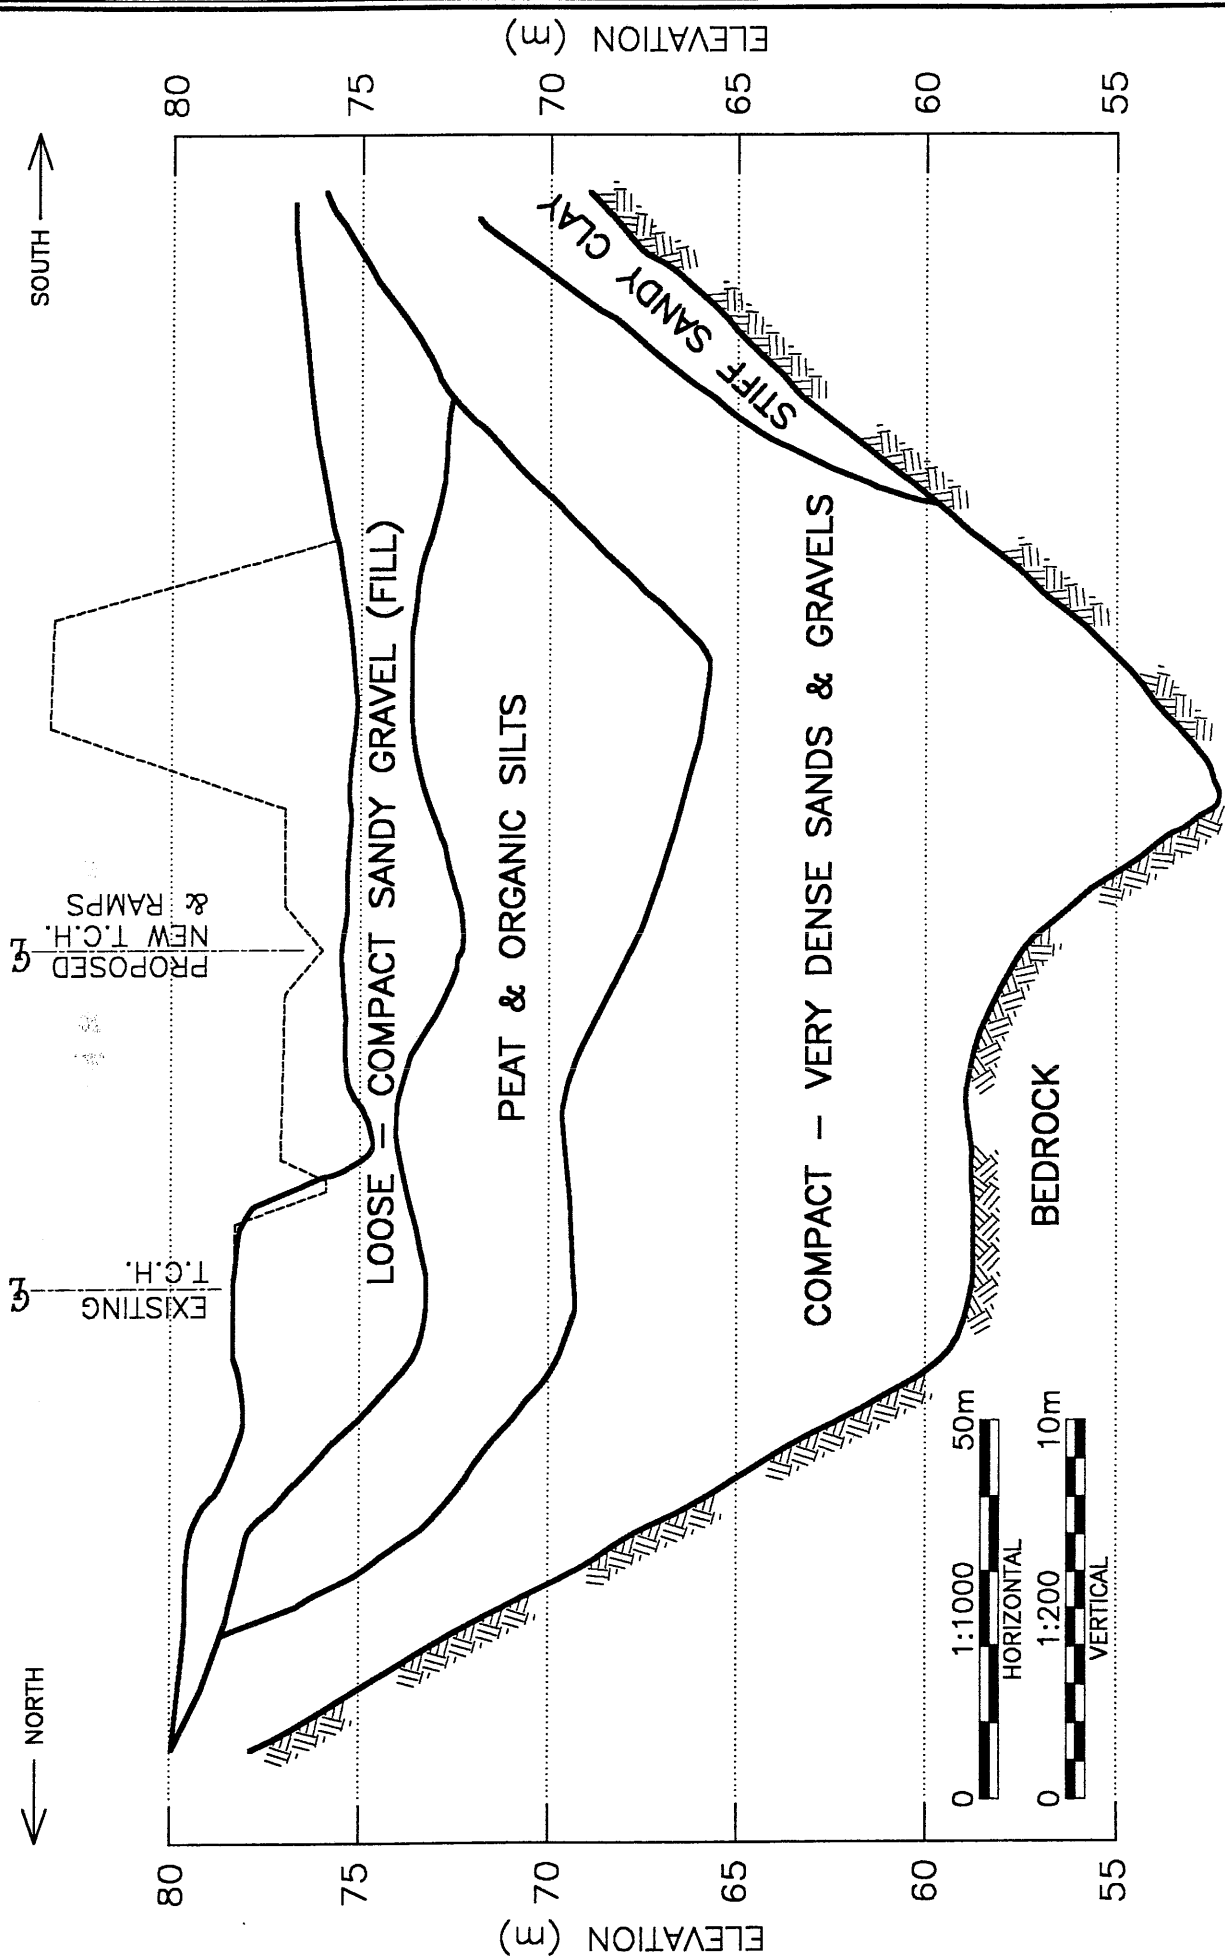 ← NORTH
SOUTH →
EXISTING
T.C.H.
PROPOSED
NEW T.C.H.
& RAMPS
ELEVATION (m)
80
75
70
65
60
55
ELEVATION (m)
80
75
70
65
60
55
LOOSE = COMPACT SANDY GRAVEL (FILL)
PEAT & ORGANIC SILTS
COMPACT – VERY DENSE SANDS & GRAVELS
STIFF SANDY CLAY
BEDROCK
0 1:1000 50m
HORIZONTAL
0 1:200 10m
VERTICAL